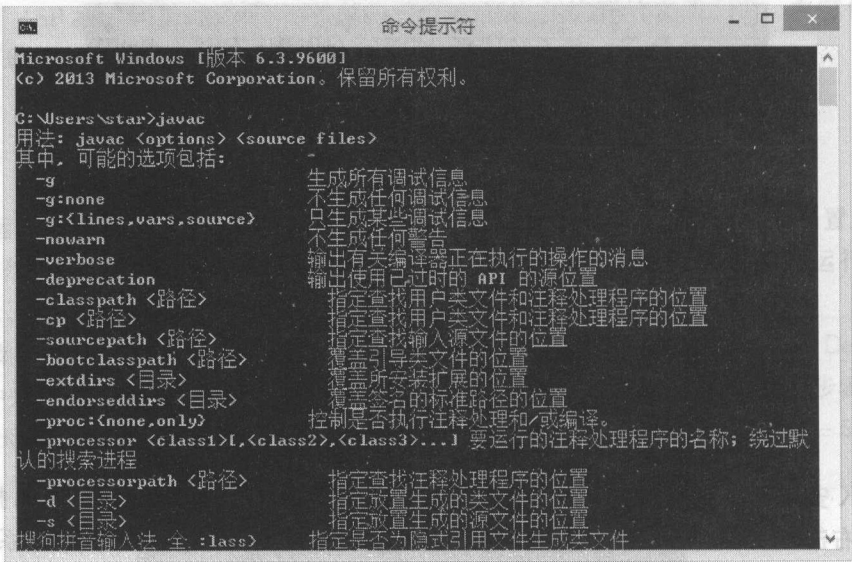 命令提示符
Microsoft Windows [版本 6.3.9600]
(c) 2013 Microsoft Corporation。保留所有权利。
C:\Users\star>javac
用法: javac <options> <source files>
其中, 可能的选项包括:
-g 生成所有调试信息
-g:none 不生成任何调试信息
-g:{lines,vars,source} 只生成某些调试信息
-nowarn 不生成任何警告
-verbose 输出有关编译器正在执行的操作的消息
-deprecation 输出使用已过时的 API 的源位置
-classpath <路径> 指定查找用户类文件和注释处理程序的位置
-cp <路径> 指定查找用户类文件和注释处理程序的位置
-sourcepath <路径> 指定查找输入源文件的位置
-bootclasspath <路径> 覆盖引导类文件的位置
-extdirs <目录> 覆盖所安装扩展的位置
-endorseddirs <目录> 覆盖签名的标准路径的位置
-proc:{none,only} 控制是否执行注释处理和/或编译。
-processor <class1>[,<class2>,<class3>...] 要运行的注释处理程序的名称; 绕过默
认的搜索进程
-processorpath <路径> 指定查找注释处理程序的位置
-d <目录> 指定放置生成的类文件的位置
-s <目录> 指定放置生成的源文件的位置
搜狗拼音输入法 全 :lass> 指定是否为隐式引用文件生成类文件